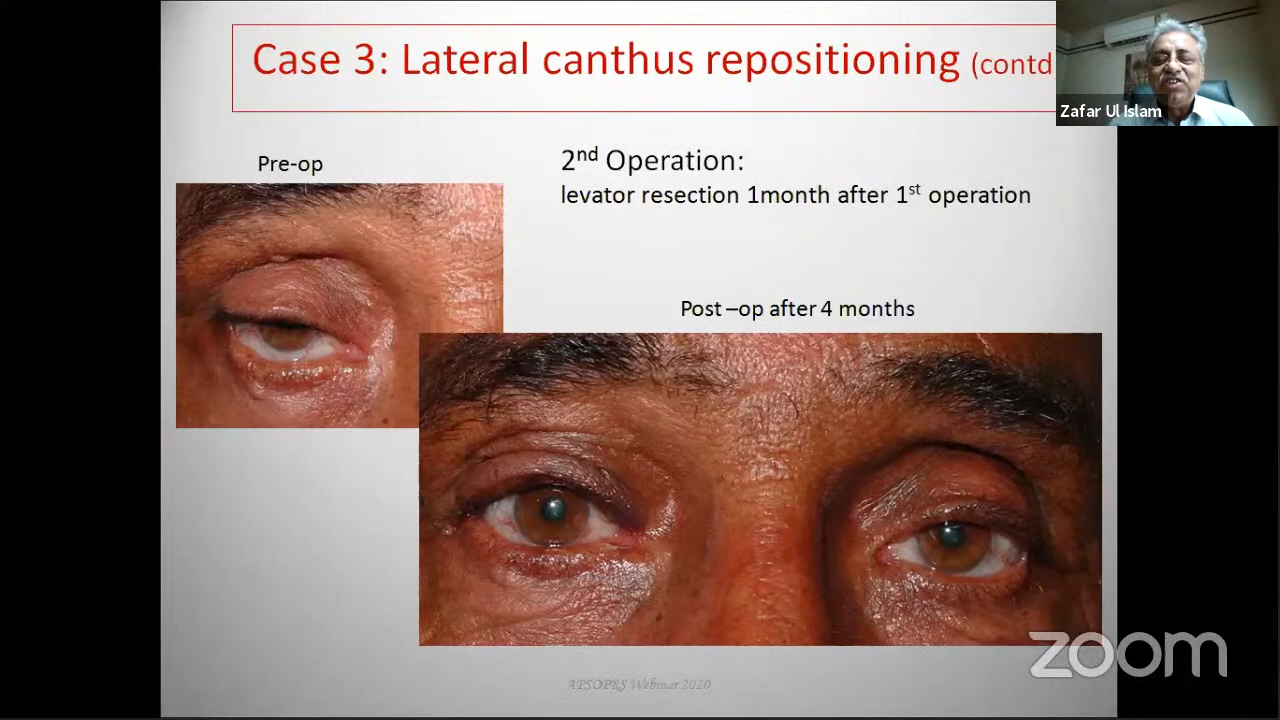 Case 3: Lateral canthus repositioning (contd
Zafar Ul Islam
Pre-op
2nd Operation:
levator resection 1month after 1st operation
Post –op after 4 months
APSOPRS Webinar 2020
zoom